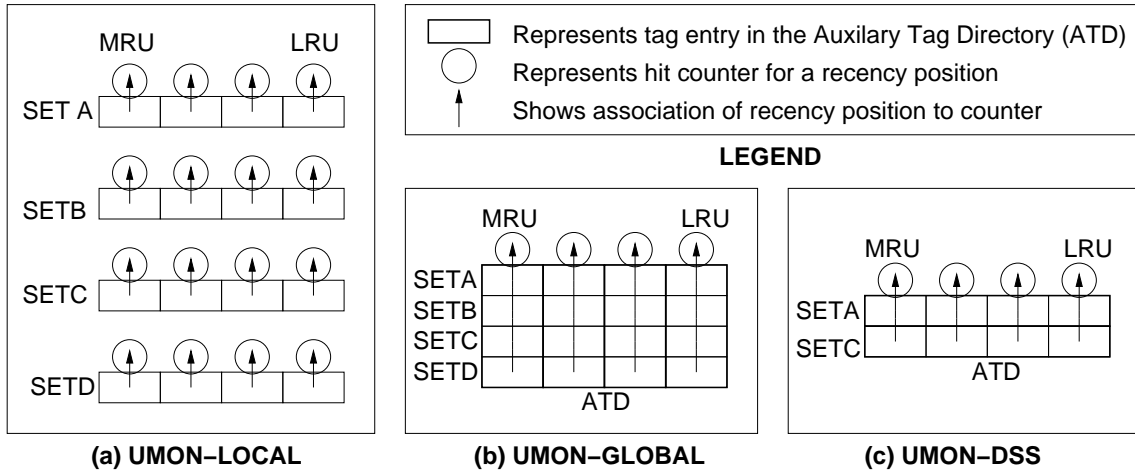 MRU LRU
SET A
SETB
SETC
SETD
(a) UMON–LOCAL
Represents tag entry in the Auxilary Tag Directory (ATD)
Represents hit counter for a recency position
Shows association of recency position to counter
LEGEND
MRU LRU
SETA
SETB
SETC
SETD
ATD
(b) UMON–GLOBAL
MRU LRU
SETA
SETC
ATD
(c) UMON–DSS